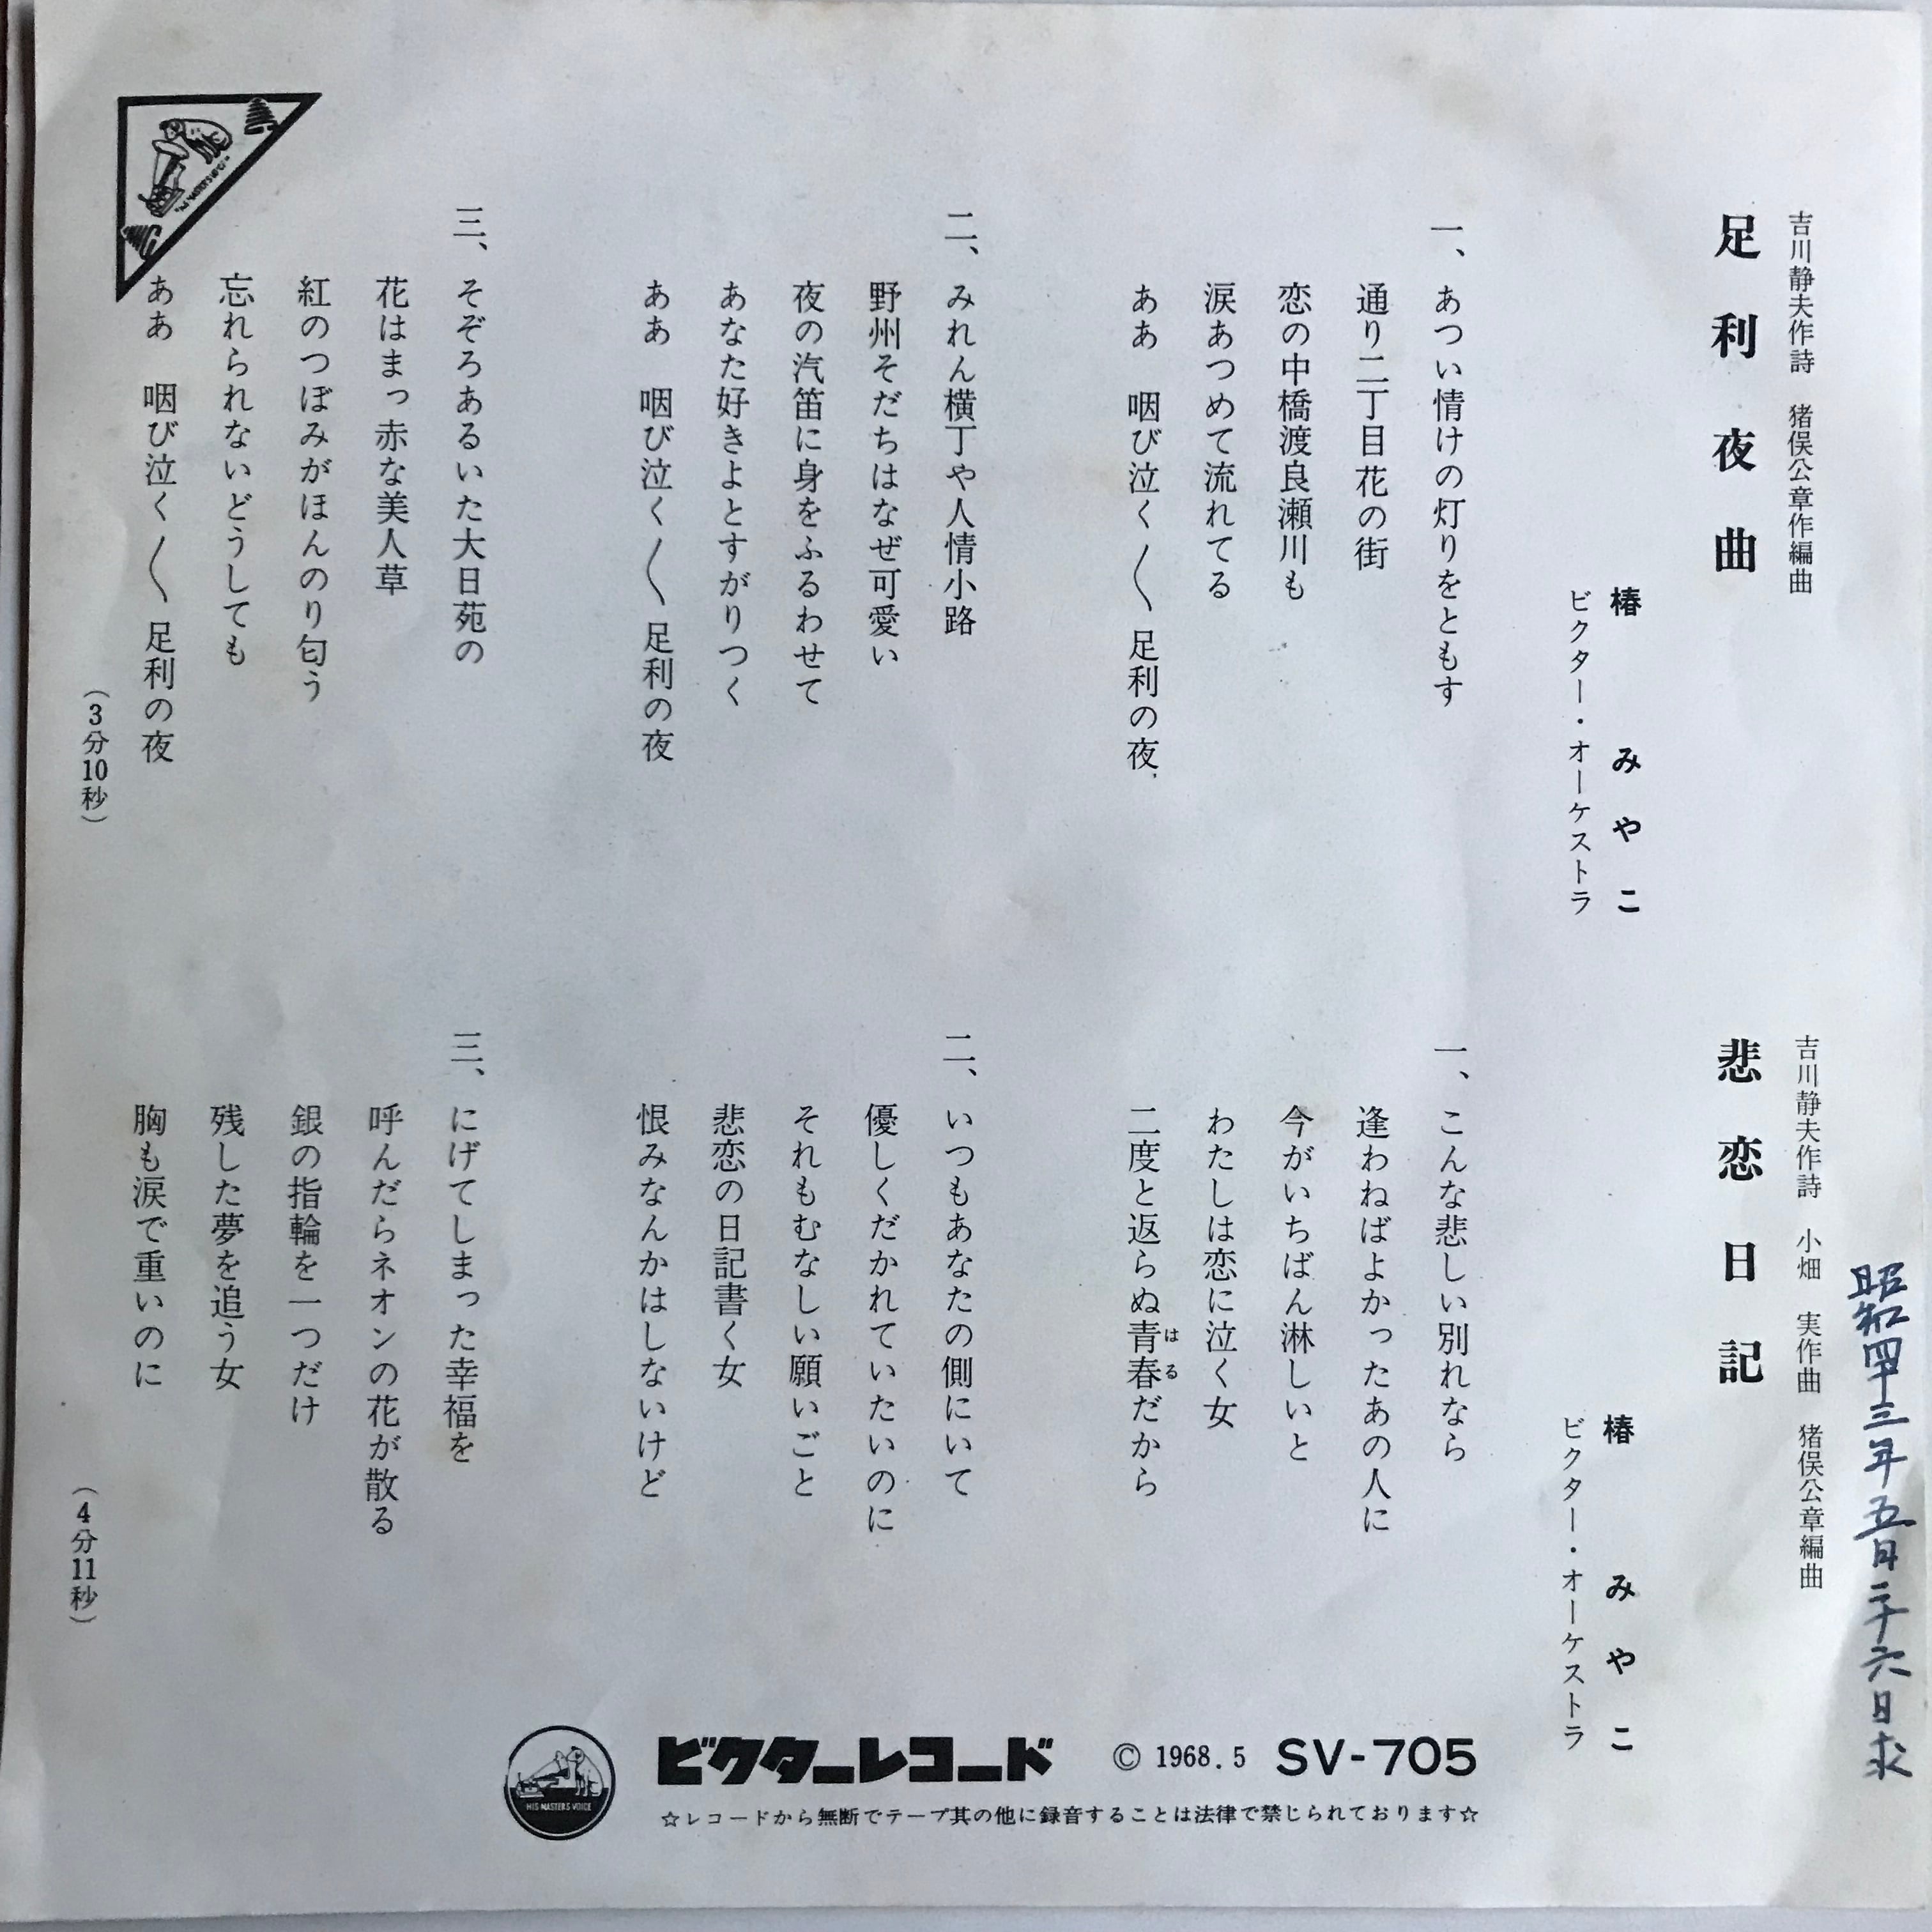 吉川静夫作詩　猪俣公章作編曲
足利夜曲
椿　みやこ
ビクター・オーケストラ
一、あつい情けの灯りをともす
通り二丁目花の街
恋の中橋渡良瀬川も
涙あつめて流れてる
ああ　咽び泣く〱足利の夜
二、みれん横丁や人情小路
野州そだちはなぜ可愛い
夜の汽笛に身をふるわせて
あなた好きよとすがりつく
ああ　咽び泣く〱足利の夜
三、そぞろあるいた大日苑の
花はまっ赤な美人草
紅のつぼみがほんのり匂う
忘れられないどうしても
ああ　咽び泣く〱足利の夜
（3分10秒）
昭和四十三年五月二十六日求
吉川静夫作詩　小畑　実作曲　猪俣公章編曲
悲恋日記
椿　みやこ
ビクター・オーケストラ
一、こんな悲しい別れなら
逢わねばよかったあの人に
今がいちばん淋しいと
わたしは恋に泣く女
二度と返らぬ青春（はる）だから
二、いつもあなたの側にいて
優しくだかれていたいのに
それもむなしい願いごと
悲恋の日記書く女
恨みなんかはしないけど
三、にげてしまった幸福を
呼んだらネオンの花が散る
銀の指輪を一つだけ
残した夢を追う女
胸も涙で重いのに
（4分11秒）
HIS MASTER'S VOICE
ビクターレコード　© 1968.5　SV-705
☆レコードから無断でテープ其の他に録音することは法律で禁じられております☆